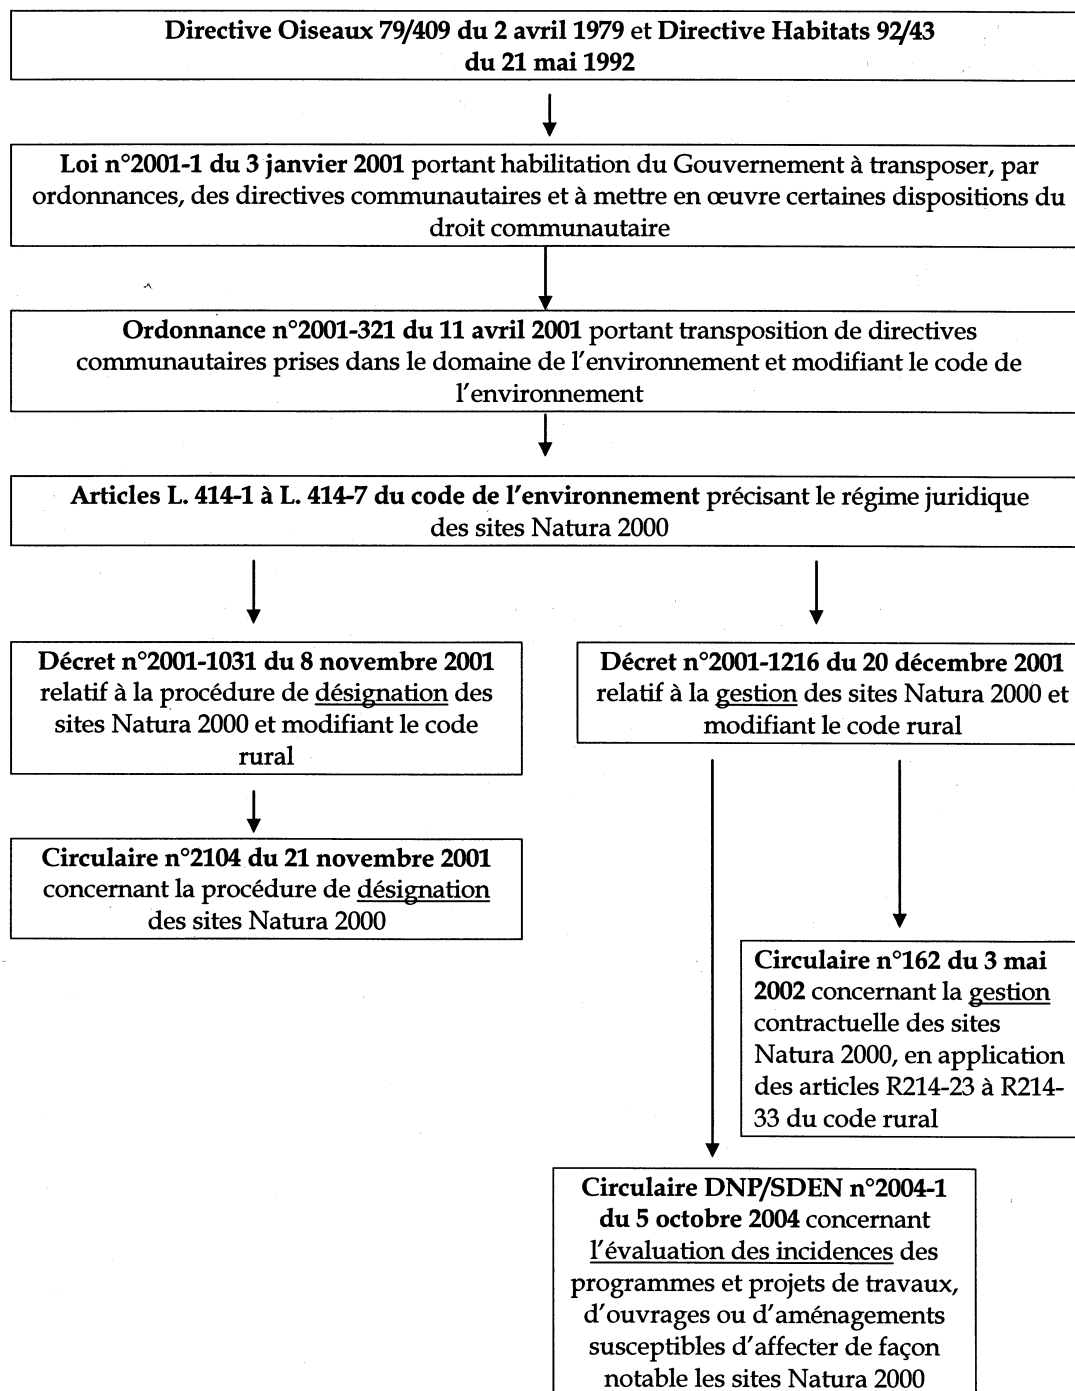 Directive Oiseaux 79/409 du 2 avril 1979 et Directive Habitats 92/43
du 21 mai 1992
Loi n°2001-1 du 3 janvier 2001 portant habilitation du Gouvernement à transposer, par
ordonnances, des directives communautaires et à mettre en œuvre certaines dispositions du
droit communautaire
Ordonnance n°2001-321 du 11 avril 2001 portant transposition de directives
communautaires prises dans le domaine de l'environnement et modifiant le code de
l'environnement
Articles L. 414-1 à L. 414-7 du code de l'environnement précisant le régime juridique
des sites Natura 2000
Décret n°2001-1031 du 8 novembre 2001
relatif à la procédure de désignation des
sites Natura 2000 et modifiant le code
rural
Décret n°2001-1216 du 20 décembre 2001
relatif à la gestion des sites Natura 2000 et
modifiant le code rural
Circulaire n°2104 du 21 novembre 2001
concernant la procédure de désignation
des sites Natura 2000
Circulaire n°162 du 3 mai
2002 concernant la gestion
contractuelle des sites
Natura 2000, en application
des articles R214-23 à R214-
33 du code rural
Circulaire DNP/SDEN n°2004-1
du 5 octobre 2004 concernant
l'évaluation des incidences des
programmes et projets de travaux,
d'ouvrages ou d'aménagements
susceptibles d'affecter de façon
notable les sites Natura 2000